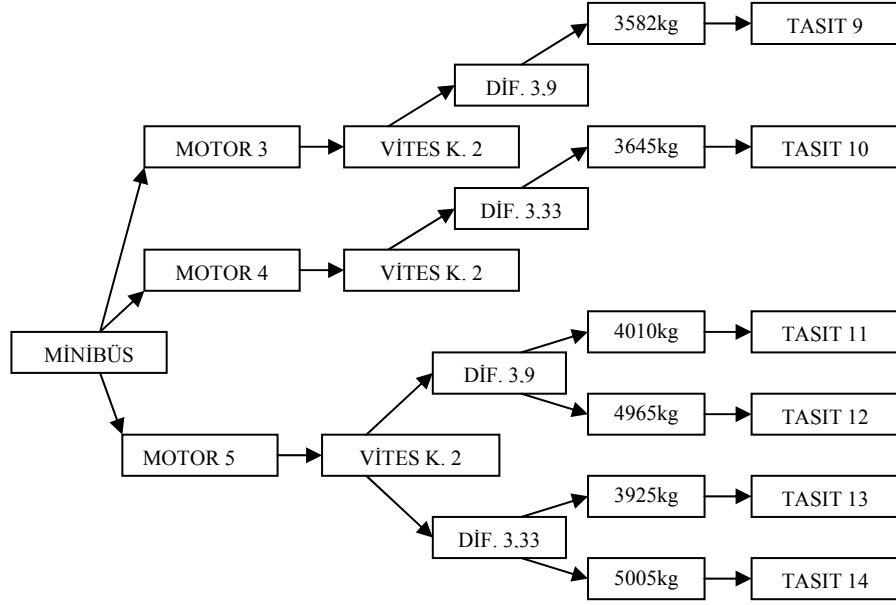 3582kg
TASIT 9
DİF. 3,9
MOTOR 3
VİTES K. 2
3645kg
TASIT 10
DİF. 3,33
MOTOR 4
VİTES K. 2
MİNİBÜS
4010kg
TASIT 11
DİF. 3,9
4965kg
TASIT 12
MOTOR 5
VİTES K. 2
3925kg
TASIT 13
DİF. 3,33
5005kg
TASIT 14